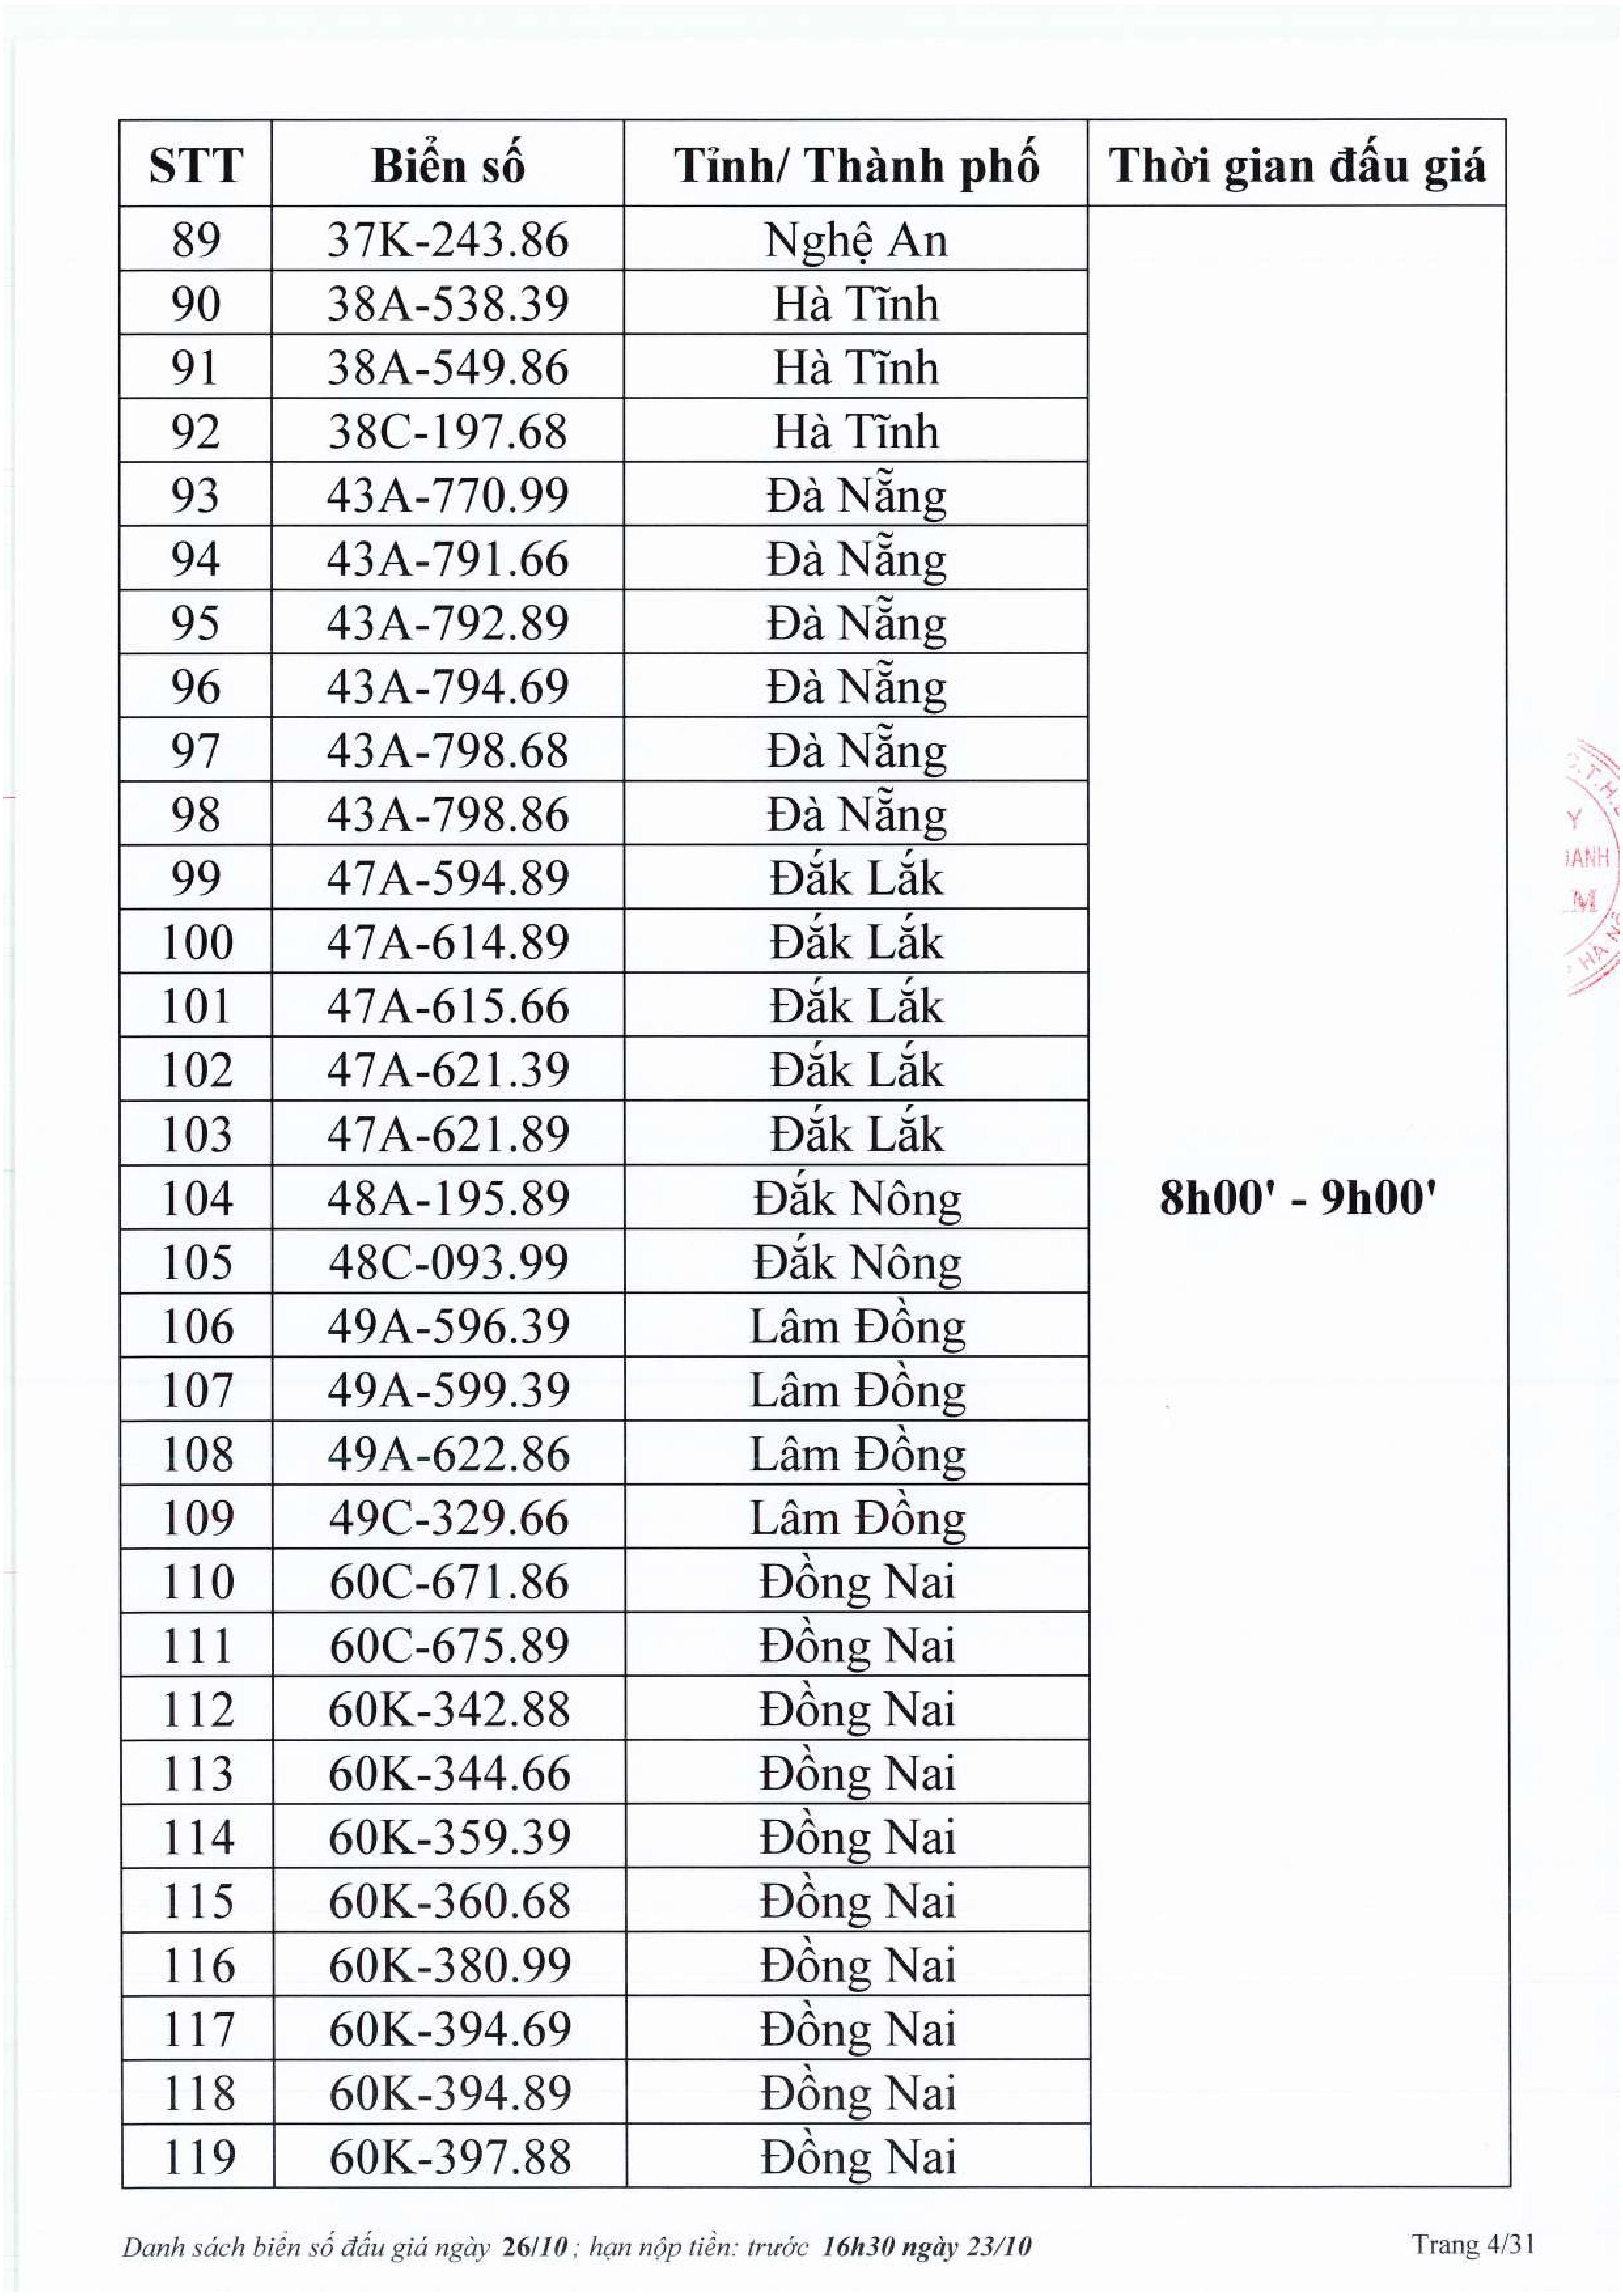 STT Biển số Tỉnh/ Thành phố Thời gian đấu giá
89 37K-243.86 Nghệ An
90 38A-538.39 Hà Tĩnh
91 38A-549.86 Hà Tĩnh
92 38C-197.68 Hà Tĩnh
93 43A-770.99 Đà Nẵng
94 43A-791.66 Đà Nẵng
95 43A-792.89 Đà Nẵng
96 43A-794.69 Đà Nẵng
97 43A-798.68 Đà Nẵng
98 43A-798.86 Đà Nẵng
99 47A-594.89 Đắk Lắk
100 47A-614.89 Đắk Lắk
101 47A-615.66 Đắk Lắk
102 47A-621.39 Đắk Lắk
103 47A-621.89 Đắk Lắk
104 48A-195.89 Đắk Nông 8h00' - 9h00'
105 48C-093.99 Đắk Nông
106 49A-596.39 Lâm Đồng
107 49A-599.39 Lâm Đồng
108 49A-622.86 Lâm Đồng
109 49C-329.66 Lâm Đồng
110 60C-671.86 Đồng Nai
111 60C-675.89 Đồng Nai
112 60K-342.88 Đồng Nai
113 60K-344.66 Đồng Nai
114 60K-359.39 Đồng Nai
115 60K-360.68 Đồng Nai
116 60K-380.99 Đồng Nai
117 60K-394.69 Đồng Nai
118 60K-394.89 Đồng Nai
119 60K-397.88 Đồng Nai
Danh sách biển số đấu giá ngày 26/10 ; hạn nộp tiền: trước 16h30 ngày 23/10 Trang 4/31